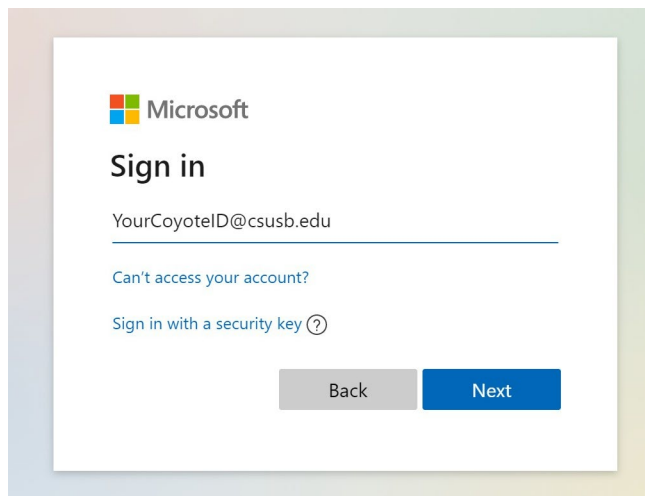 Microsoft
Sign in
YourCoyoteID@csusb.edu
Can't access your account?
Sign in with a security key ?
Back Next